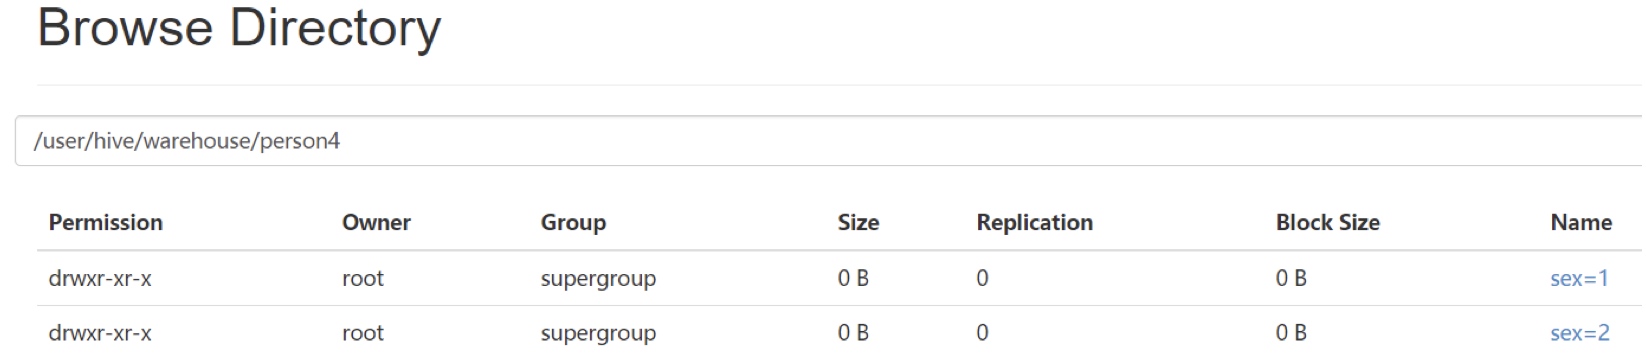 Browse Directory
/user/hive/warehouse/person4
Permission Owner Group Size Replication Block Size Name
drwxr-xr-x root supergroup 0 B 0 0 B sex=1
drwxr-xr-x root supergroup 0 B 0 0 B sex=2